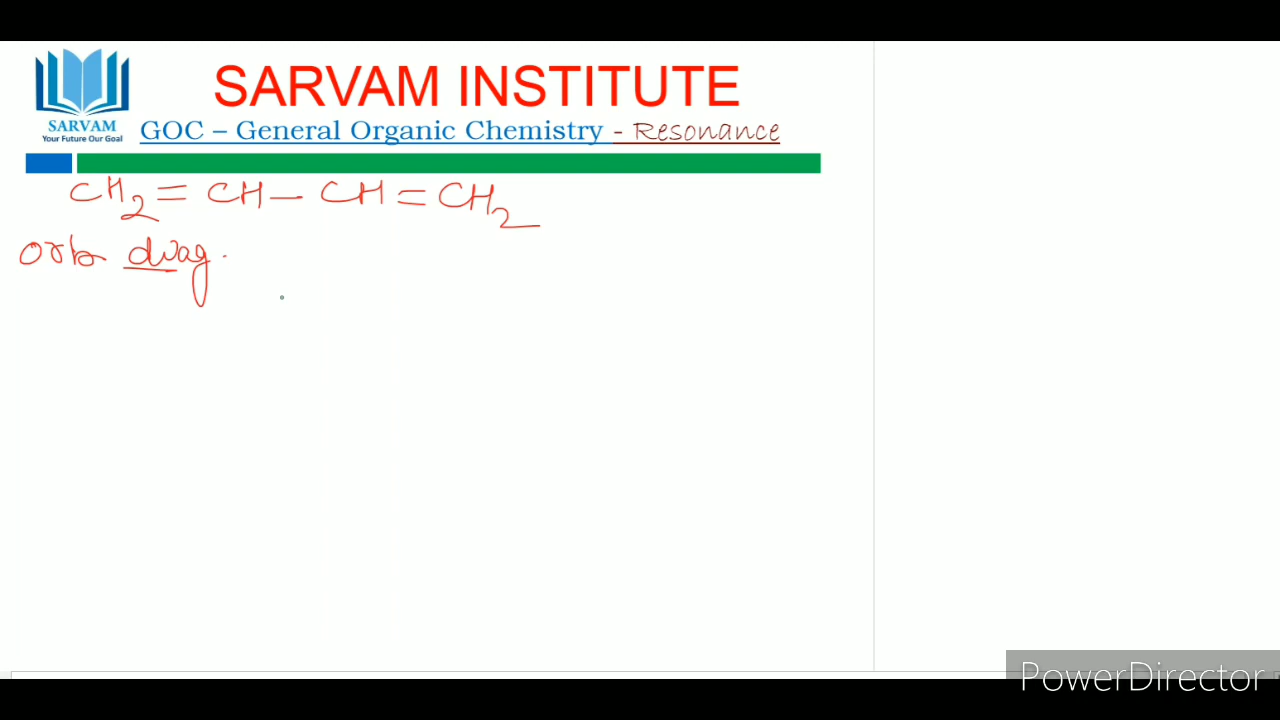 SARVAM
Your Future Our Goal
SARVAM INSTITUTE
GOC – General Organic Chemistry - Resonance
CH2 = CH – CH = CH2
Orb diag.
PowerDirector